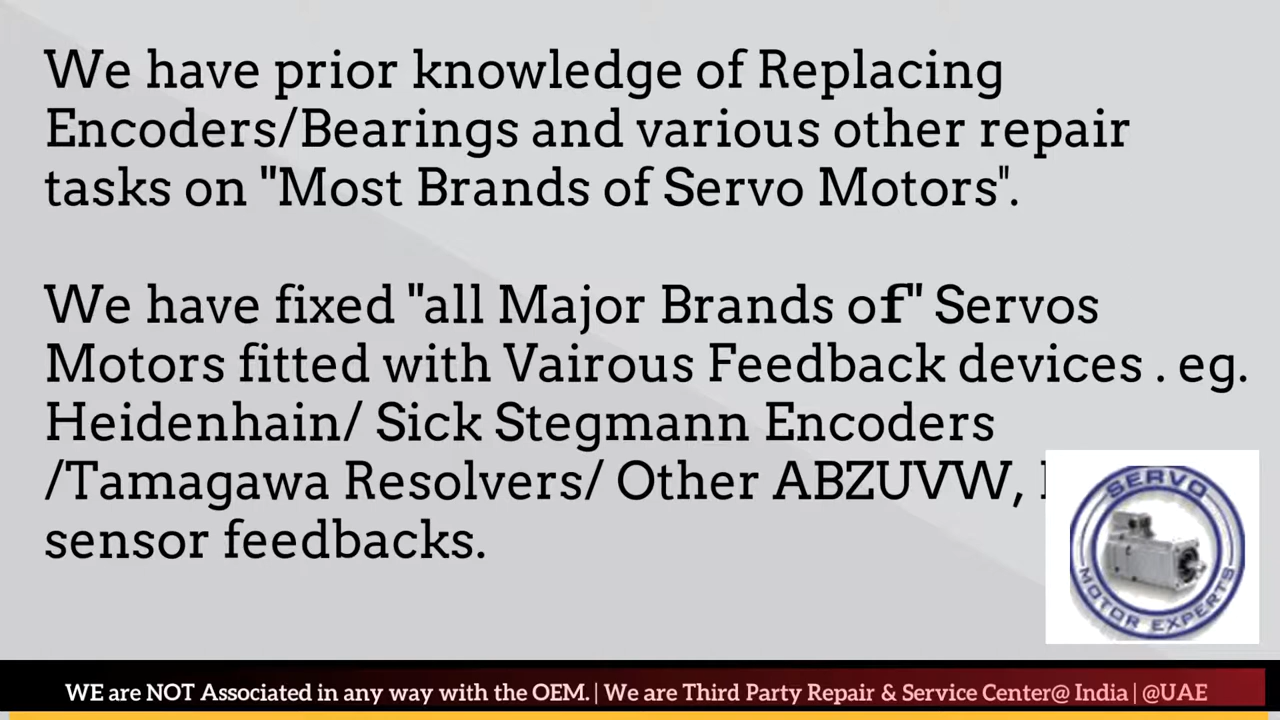 We have prior knowledge of Replacing
Encoders/Bearings and various other repair
tasks on "Most Brands of Servo Motors".
We have fixed "all Major Brands of" Servos
Motors fitted with Vairous Feedback devices . eg.
Heidenhain/ Sick Stegmann Encoders
/Tamagawa Resolvers/ Other ABZUVW,
sensor feedbacks.
SERVO
MOTOR EXPERTS
WE are NOT Associated in any way with the OEM. | We are Third Party Repair & Service Center@ India | @UAE